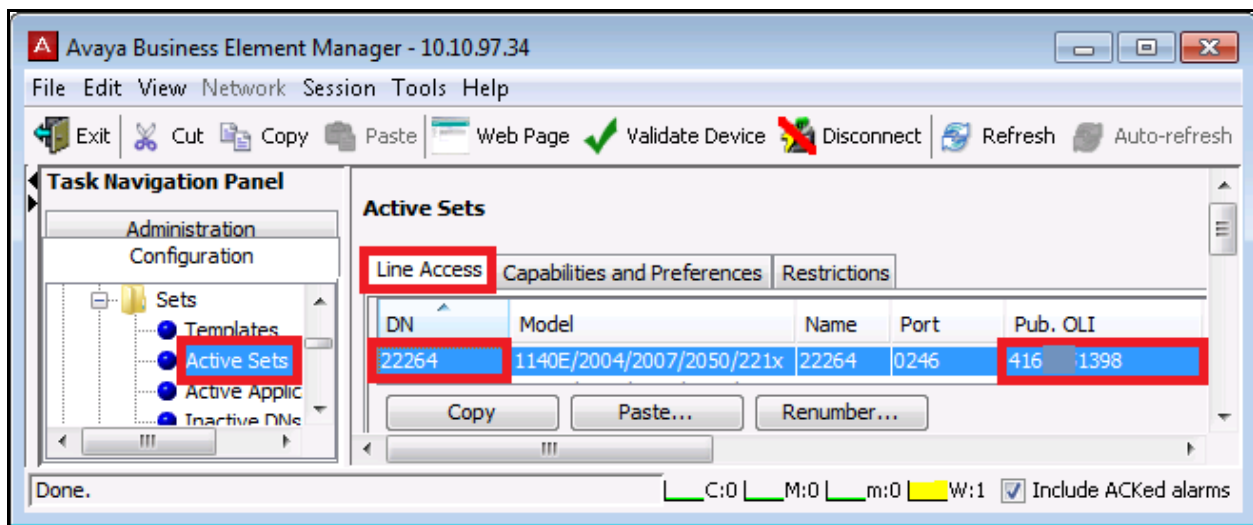 Avaya Business Element Manager - 10.10.97.34
File Edit View Network Session Tools Help
Exit Cut Copy Paste Web Page Validate Device Disconnect Refresh Auto-refresh
Task Navigation Panel
Administration
Configuration
Sets
Templates
Active Sets
Active Applic
Inactive DNs
Active Sets
Line Access Capabilities and Preferences Restrictions
DN Model Name Port Pub. OLI
22264 1140E/2004/2007/2050/221x 22264 0246 416 1398
Copy Paste... Renumber...
Done. C:0 M:0 m:0 W:1 Include ACKed alarms